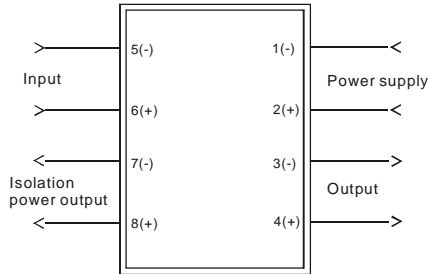 5(-)
1(-)
Input
Power supply
6(+)
2(+)
7(-)
3(-)
Isolation
power output
Output
8(+)
4(+)